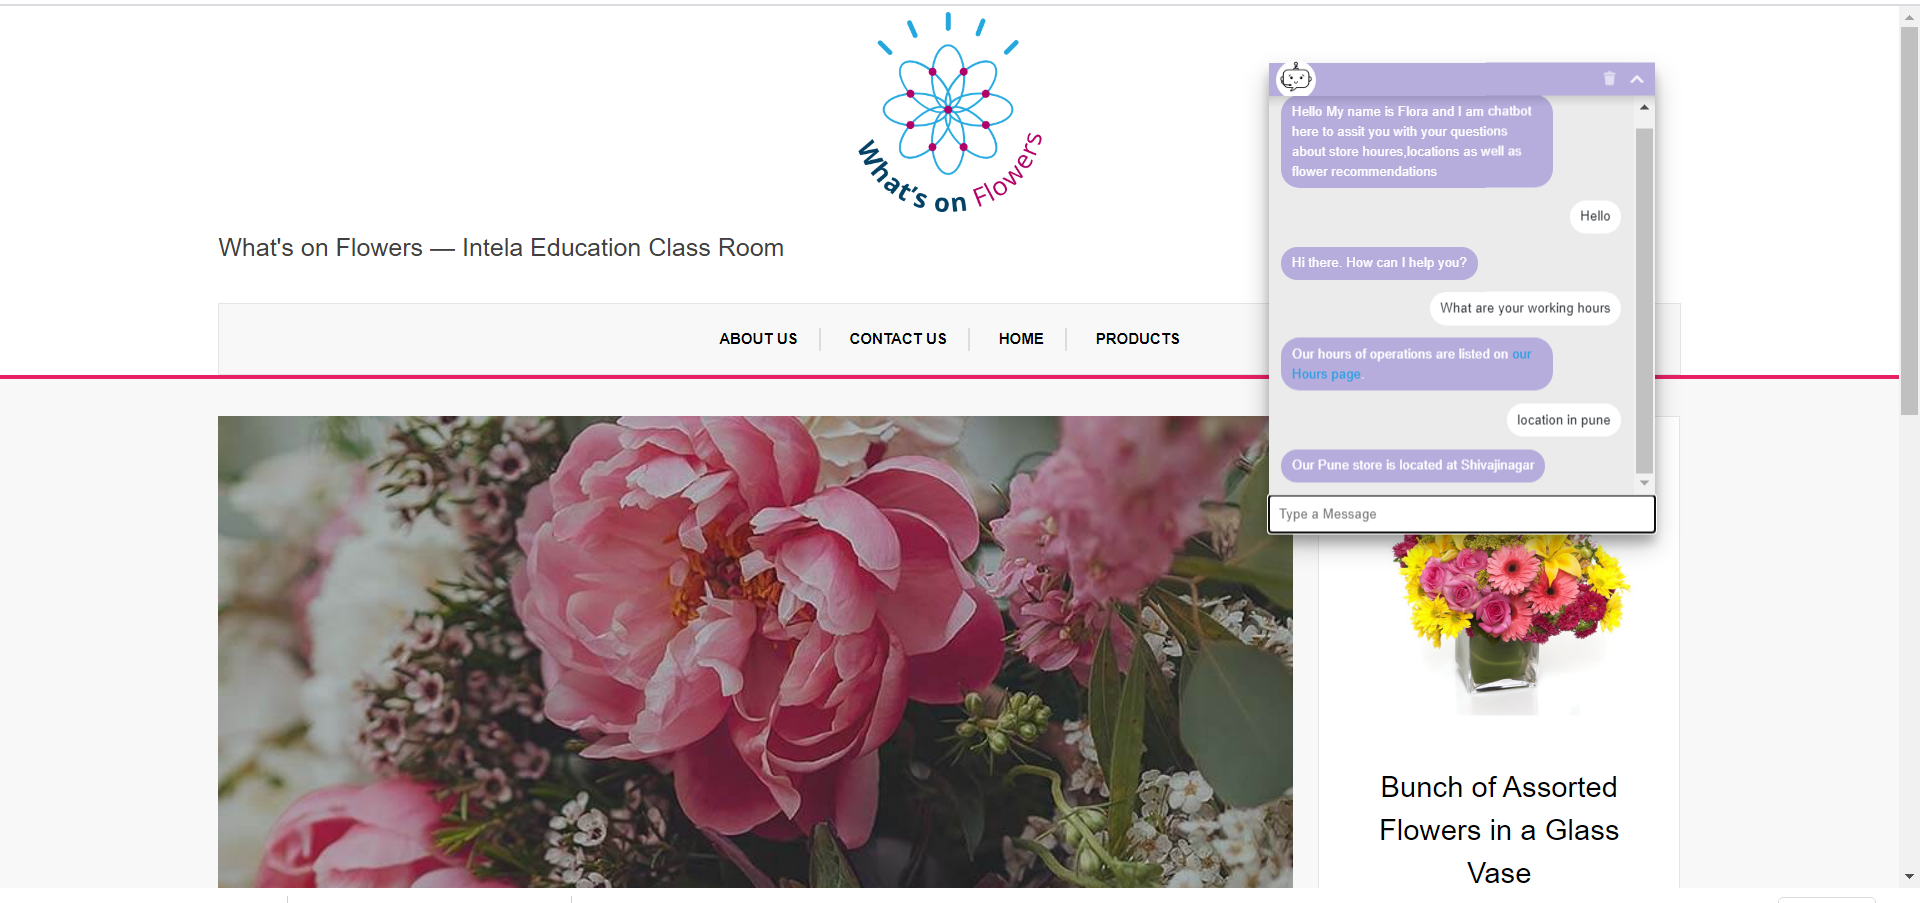 What's on Flowers
What's on Flowers — Intela Education Class Room
ABOUT US
CONTACT US
HOME
PRODUCTS
Hello My name is Flora and I am chatbot
here to assit you with your questions
about store houres,locations as well as
flower recommendations
Hello
Hi there. How can I help you?
What are your working hours
Our hours of operations are listed on our
Hours page.
location in pune
Our Pune store is located at Shivajinagar
Type a Message
Bunch of Assorted
Flowers in a Glass
Vase